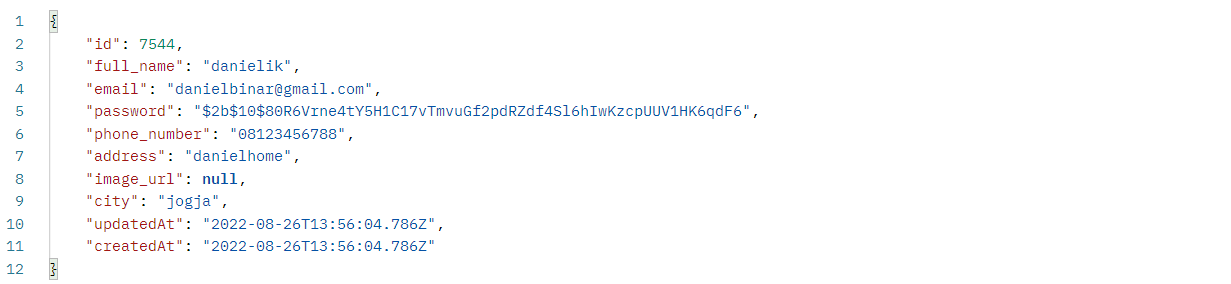 1 {
2 "id": 7544,
3 "full_name": "danielik",
4 "email": "danielbinar@gmail.com",
5 "password": "$2b$10$80R6Vrne4tY5H1C17vTmvuGf2pdRZdf4Sl6hIwKzcpUUV1HK6qdF6",
6 "phone_number": "08123456788",
7 "address": "danielhome",
8 "image_url": null,
9 "city": "jogja",
10 "updatedAt": "2022-08-26T13:56:04.786Z",
11 "createdAt": "2022-08-26T13:56:04.786Z"
12 }